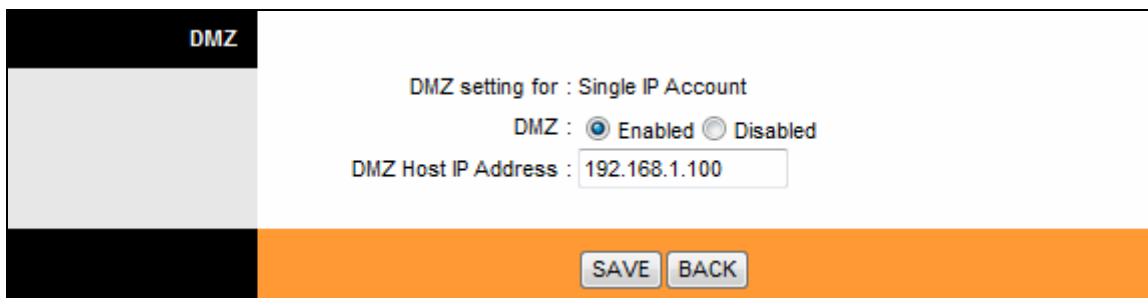 DMZ
DMZ setting for : Single IP Account
DMZ : Enabled Disabled
DMZ Host IP Address : 192.168.1.100
SAVE BACK